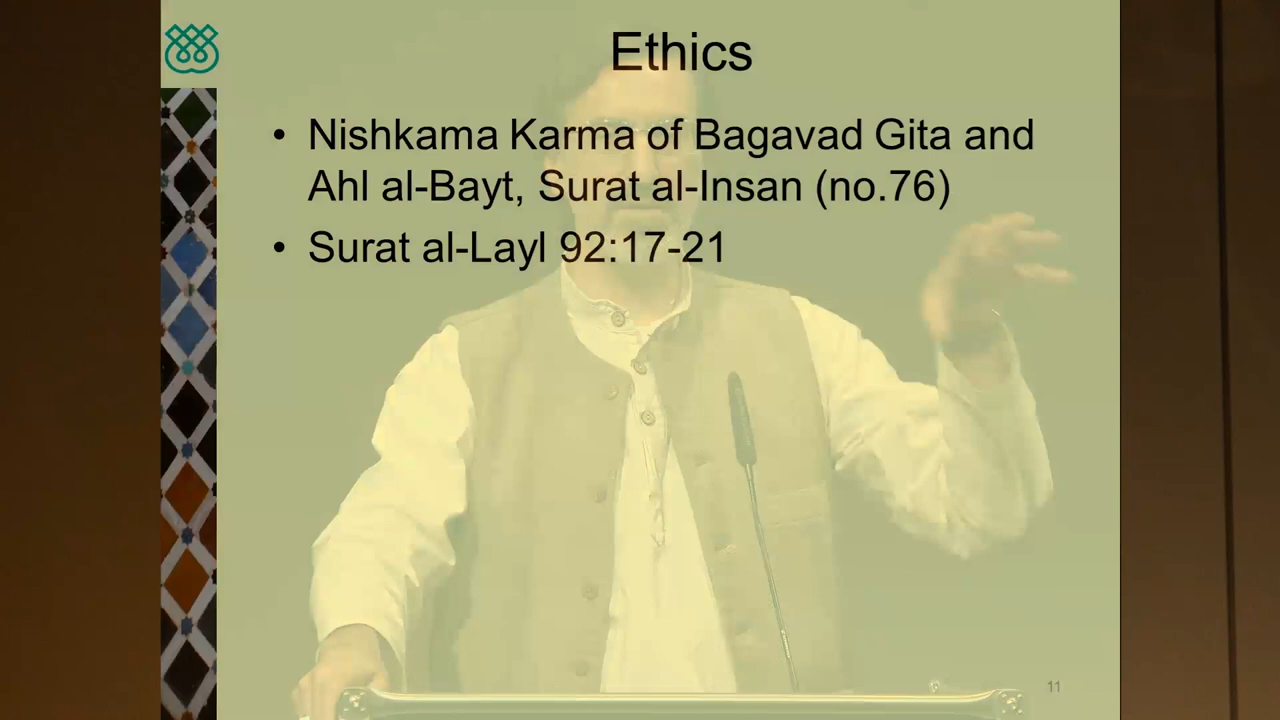 Ethics
• Nishkama Karma of Bagavad Gita and
Ahl al-Bayt, Surat al-Insan (no.76)
• Surat al-Layl 92:17-21
11